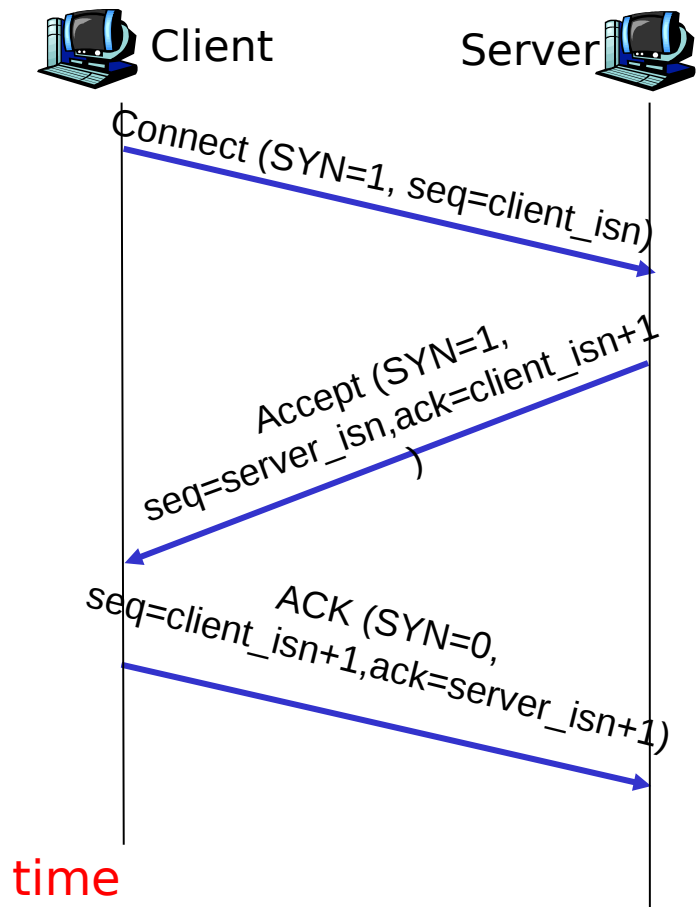 Client
Server
Connect (SYN=1, seq=client_isn)
Accept (SYN=1,
seq=server_isn,ack=client_isn+1
)
ACK (SYN=0,
seq=client_isn+1,ack=server_isn+1)
time